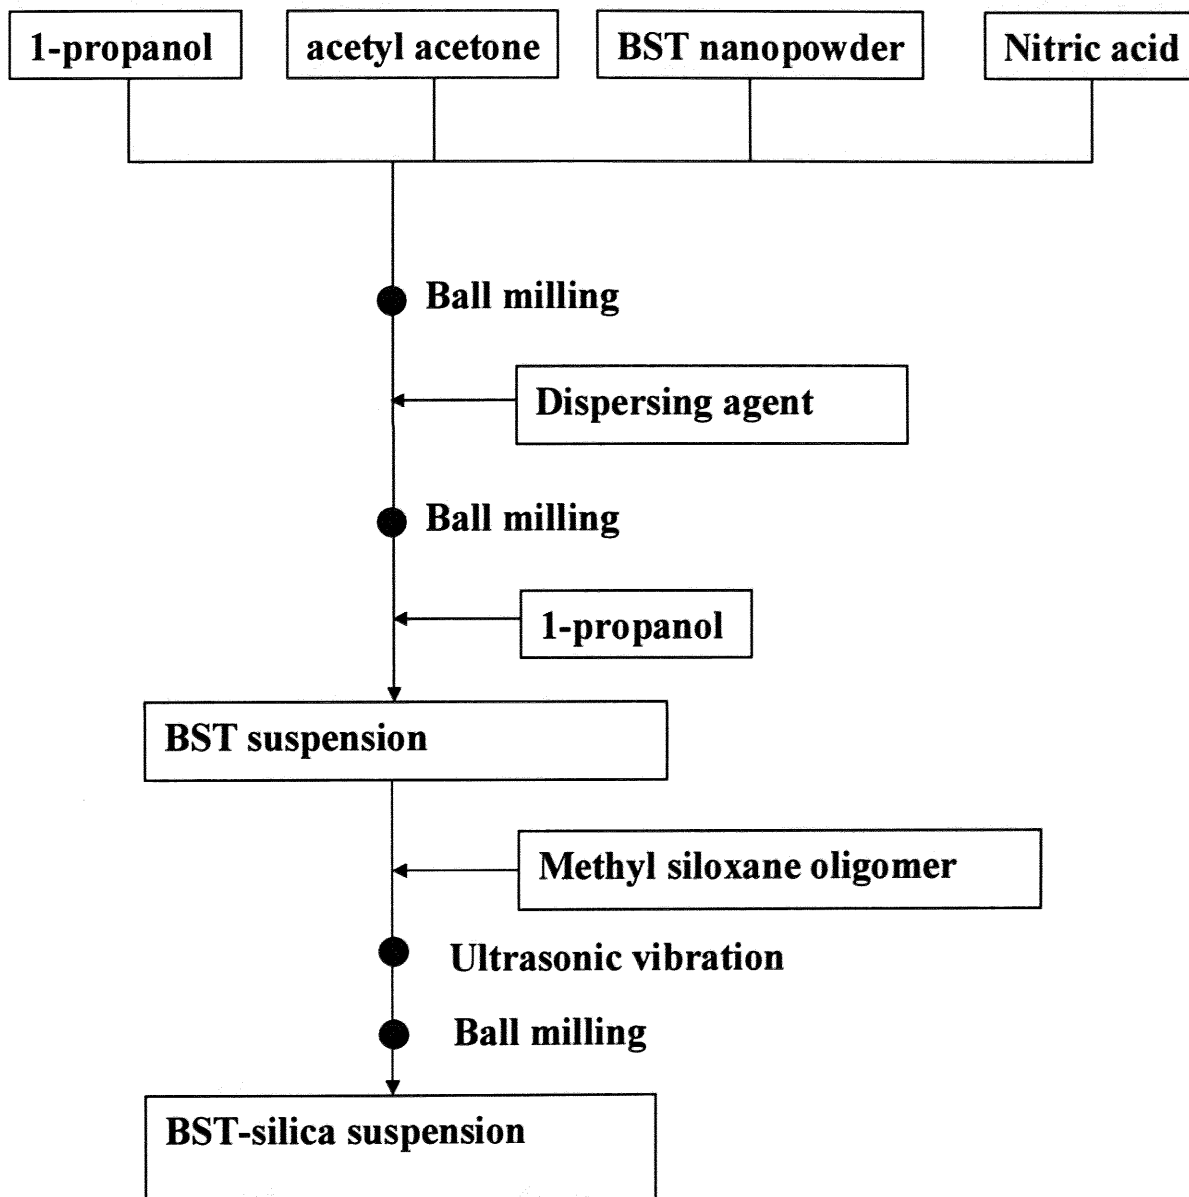 1-propanol
acetyl acetone
BST nanopowder
Nitric acid
Ball milling
Dispersing agent
Ball milling
1-propanol
BST suspension
Methyl siloxane oligomer
Ultrasonic vibration
Ball milling
BST-silica suspension